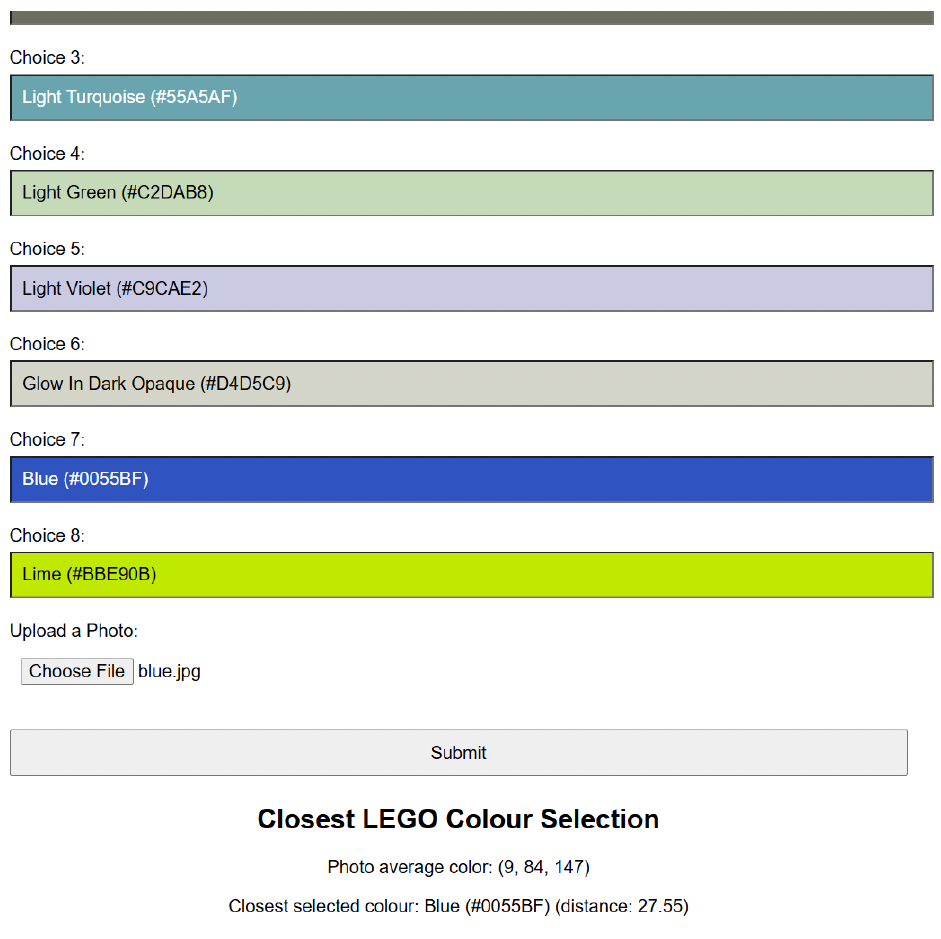 Choice 3:
Light Turquoise (#55A5AF)
Choice 4:
Light Green (#C2DAB8)
Choice 5:
Light Violet (#C9CAE2)
Choice 6:
Glow In Dark Opaque (#D4D5C9)
Choice 7:
Blue (#0055BF)
Choice 8:
Lime (#BBE90B)
Upload a Photo:
Choose File blue.jpg
Submit
Closest LEGO Colour Selection
Photo average color: (9, 84, 147)
Closest selected colour: Blue (#0055BF) (distance: 27.55)